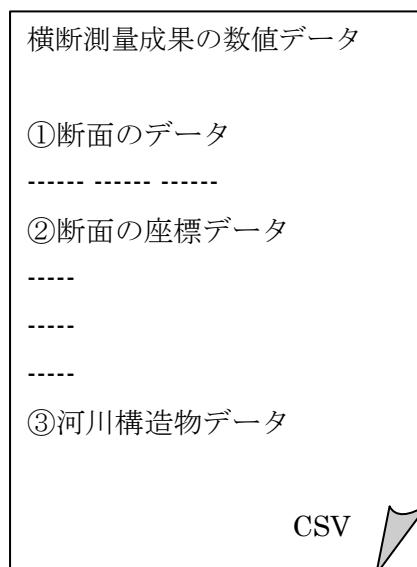 横断測量成果の数値データ
①断面のデータ
------ ------ ------
②断面の座標データ
-----
-----
-----
③河川構造物データ
CSV